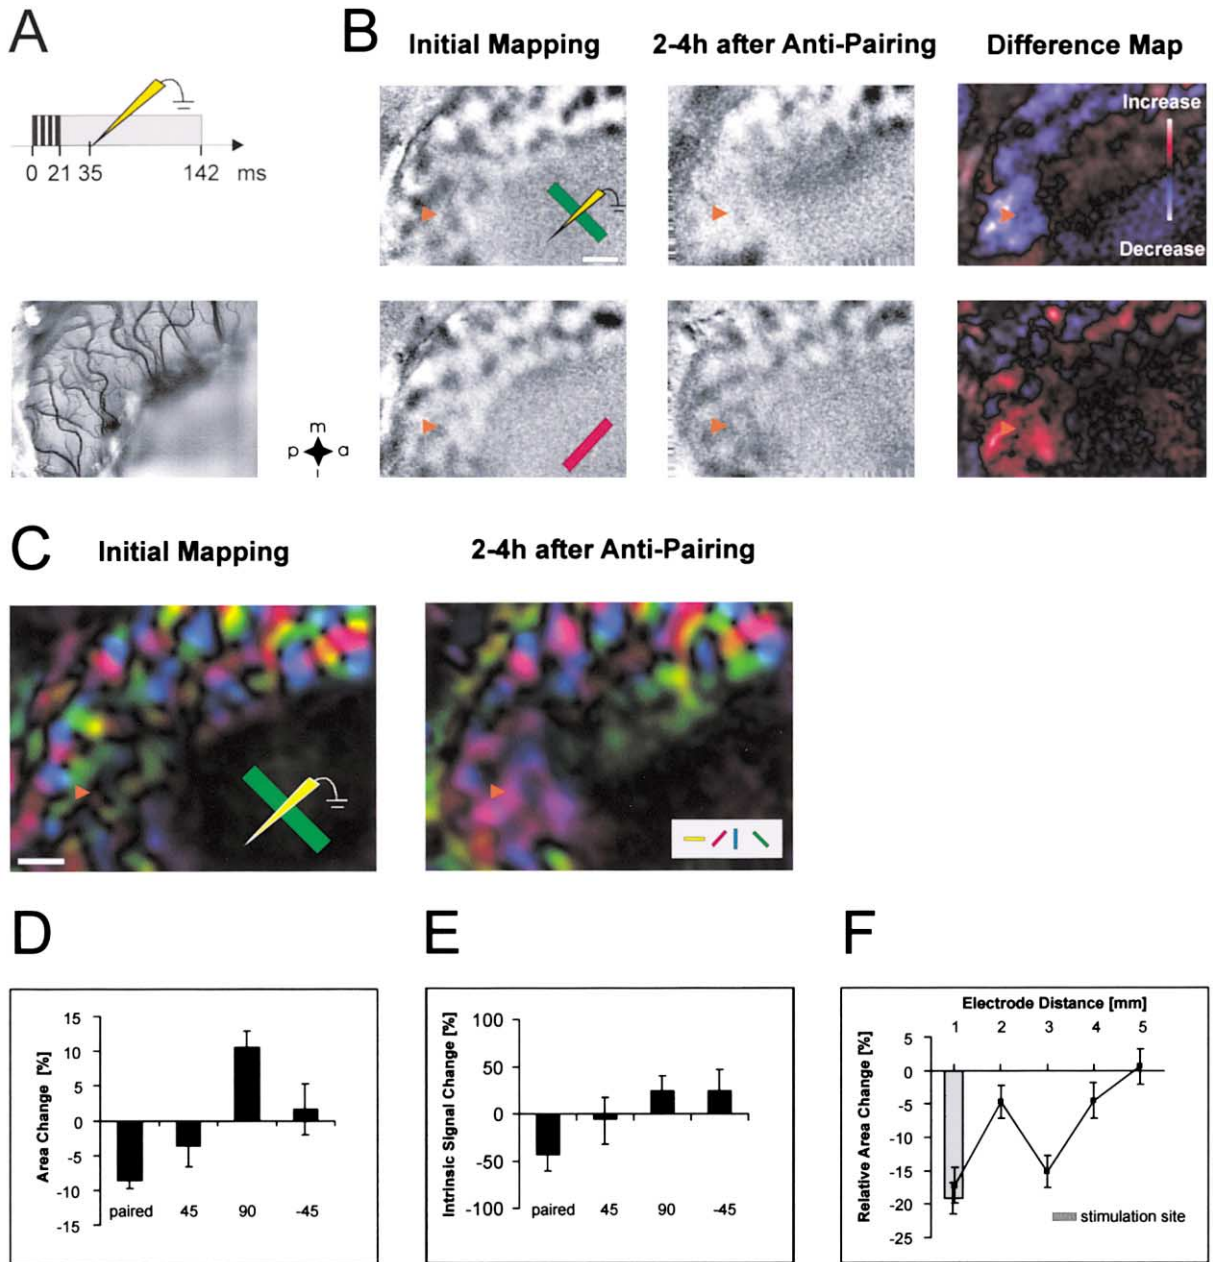 A
0 21 35 142 ms
m
p a
l
B
Initial Mapping 2-4h after Anti-Pairing Difference Map
Increase
Decrease
C
Initial Mapping 2-4h after Anti-Pairing
D
Area Change [%]
15
10
5
0
-5
-10
-15
paired 45 90 -45
E
Intrinsic Signal Change [%]
100
50
0
-50
-100
paired 45 90 -45
F
Electrode Distance [mm]
1 2 3 4 5
Relative Area Change [%]
5
0
-5
-10
-15
-20
-25
stimulation site